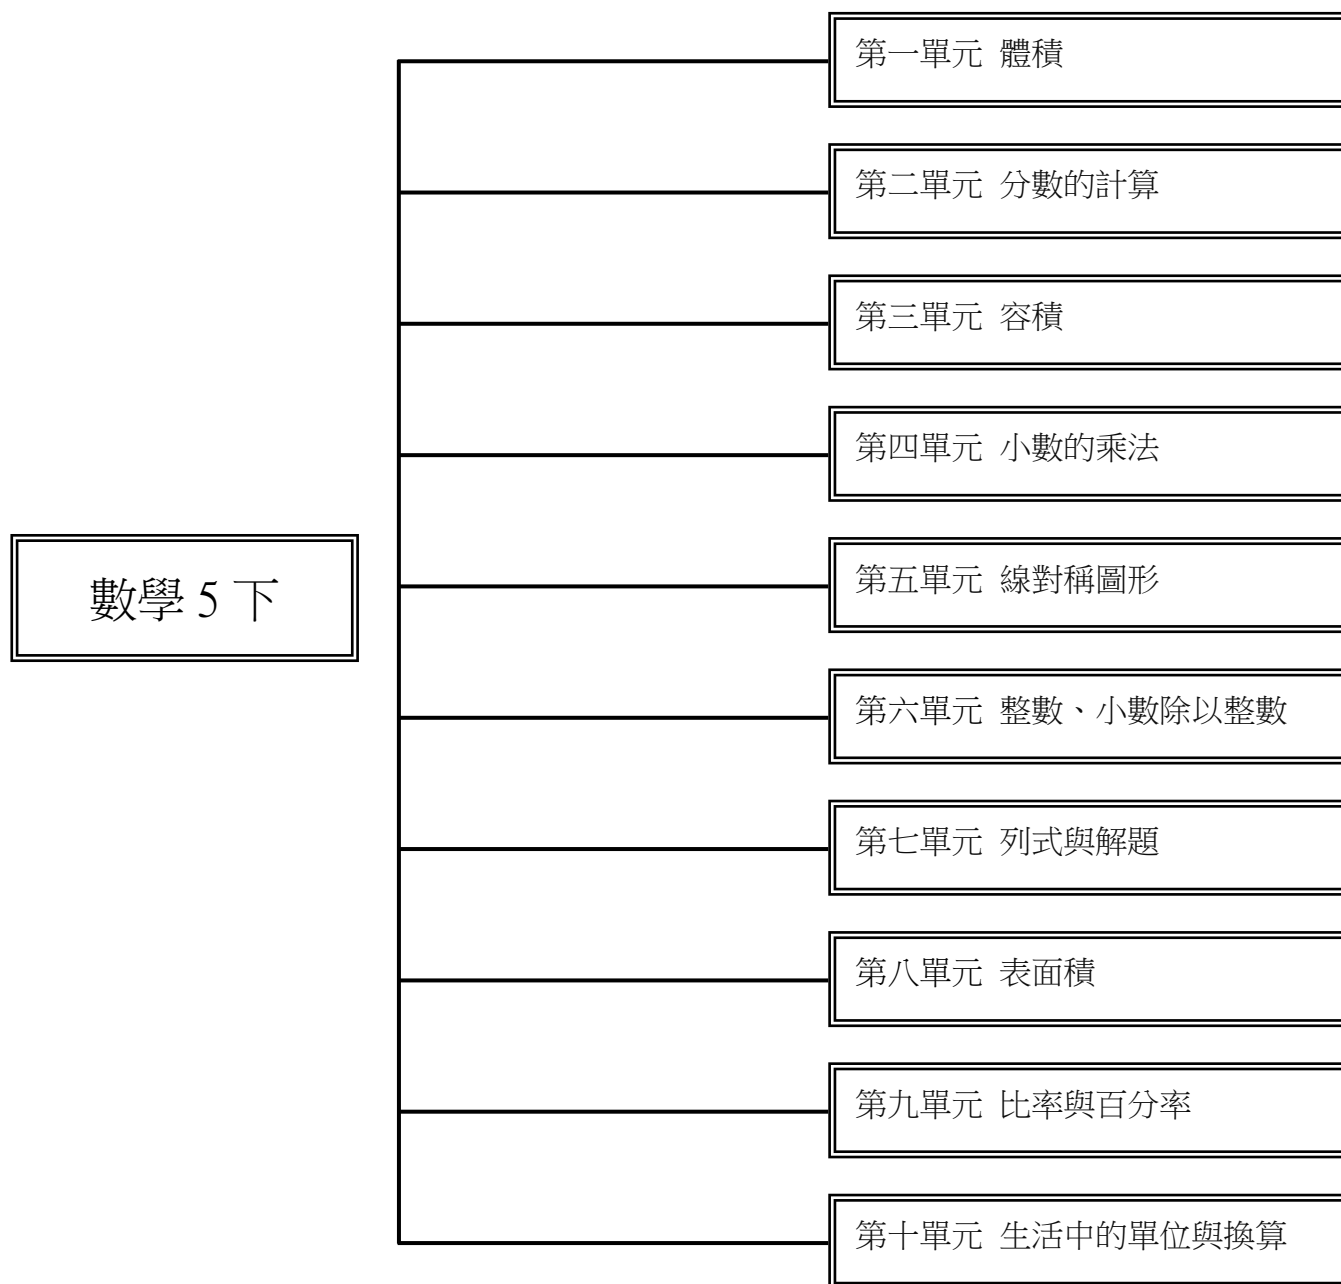 第一單元 體積
第二單元 分數的計算
第三單元 容積
第四單元 小數的乘法
數學 5 下
第五單元 線對稱圖形
第六單元 整數、小數除以整數
第七單元 列式與解題
第八單元 表面積
第九單元 比率與百分率
第十單元 生活中的單位與換算